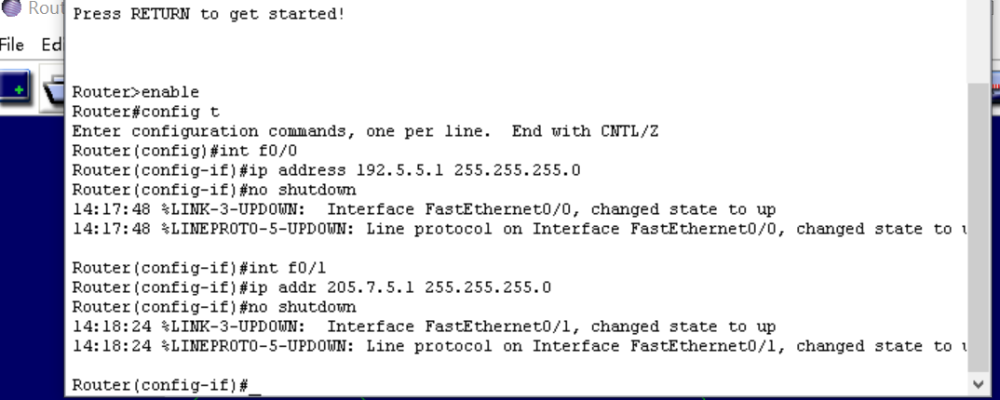 Rout
File Ed
Press RETURN to get started!
Router>enable
Router#config t
Enter configuration commands, one per line.  End with CNTL/Z
Router(config)#int f0/0
Router(config-if)#ip address 192.5.5.1 255.255.255.0
Router(config-if)#no shutdown
14:17:48 %LINK-3-UPDOWN:  Interface FastEthernet0/0, changed state to up
14:17:48 %LINEPROTO-5-UPDOWN: Line protocol on Interface FastEthernet0/0, changed state to u
Router(config-if)#int f0/1
Router(config-if)#ip addr 205.7.5.1 255.255.255.0
Router(config-if)#no shutdown
14:18:24 %LINK-3-UPDOWN:  Interface FastEthernet0/1, changed state to up
14:18:24 %LINEPROTO-5-UPDOWN: Line protocol on Interface FastEthernet0/1, changed state to u
Router(config-if)#_